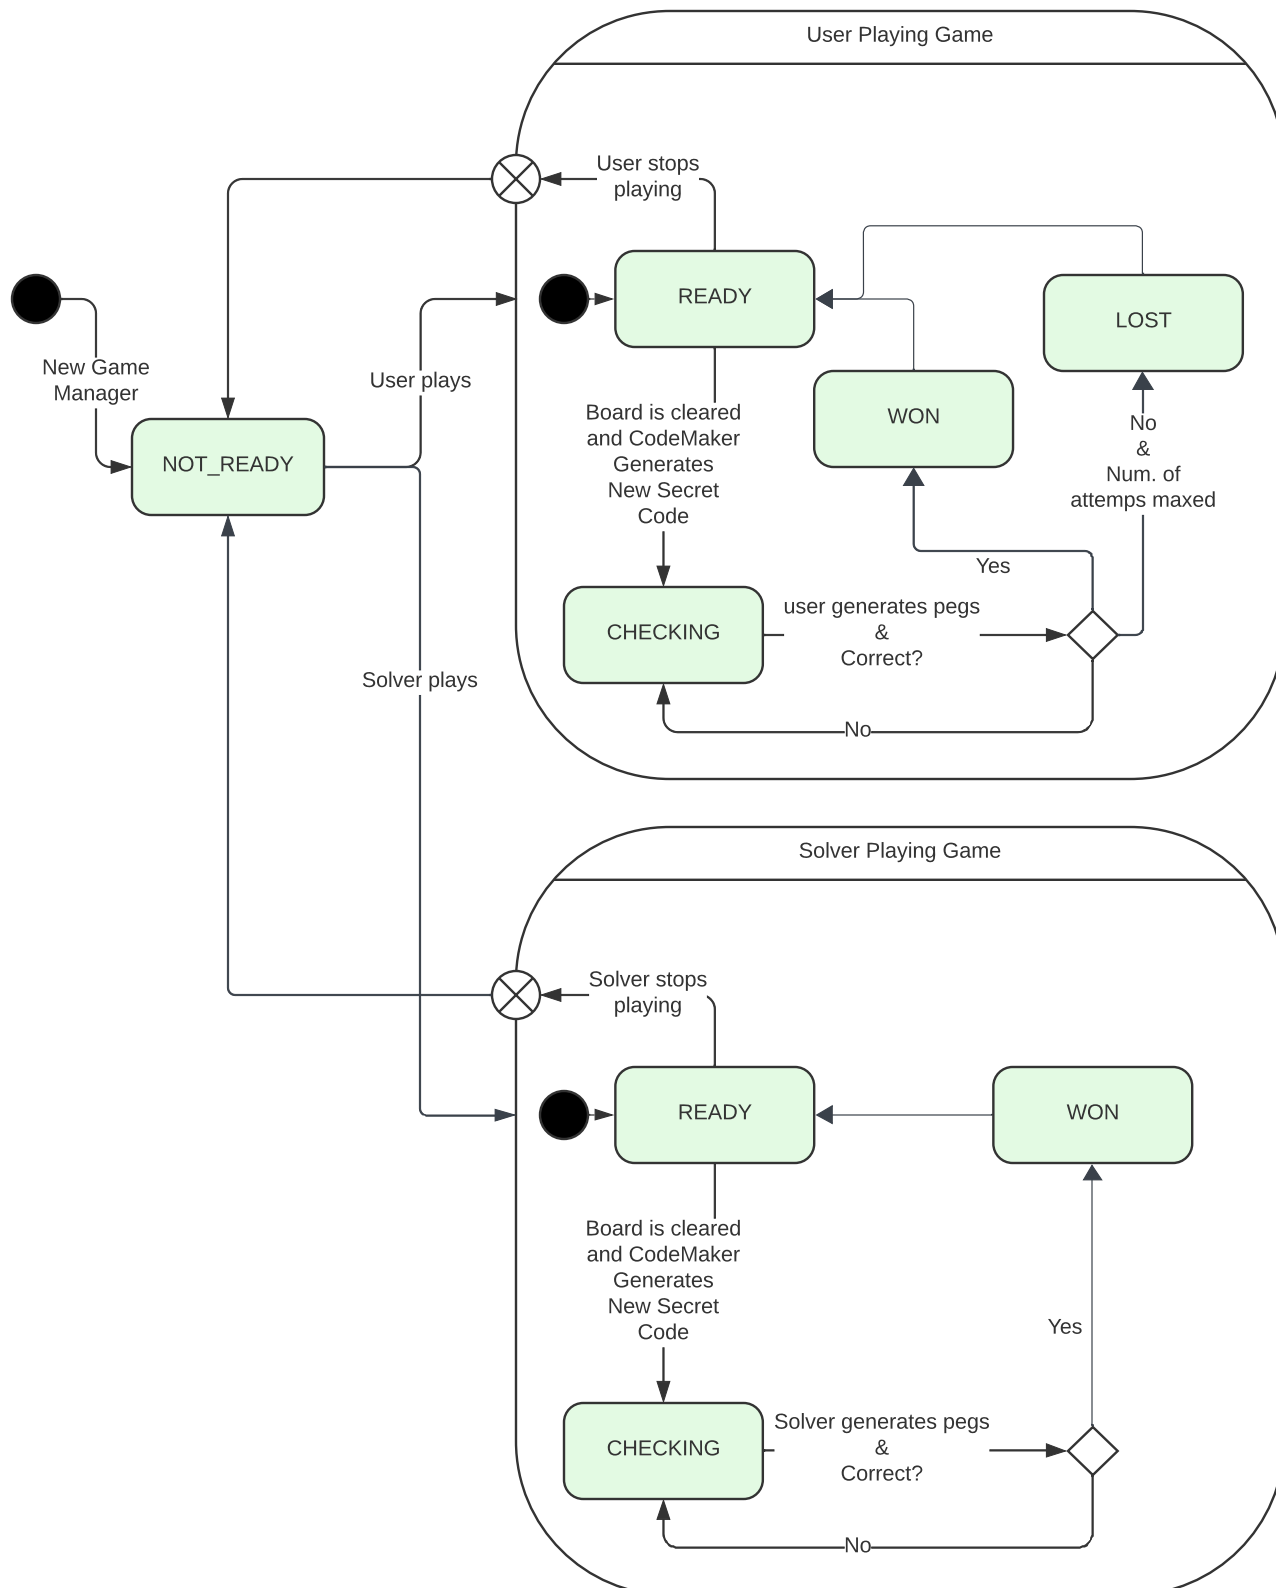 User Playing Game
User stops
playing
READY
LOST
New Game
Manager
User plays
WON
Board is cleared
and CodeMaker
Generates
New Secret
Code
No
&
Num. of
attemps maxed
NOT_READY
Yes
CHECKING
user generates pegs
&
Correct?
No
Solver plays
Solver Playing Game
Solver stops
playing
READY
WON
Board is cleared
and CodeMaker
Generates
New Secret
Code
Yes
CHECKING
Solver generates pegs
&
Correct?
No